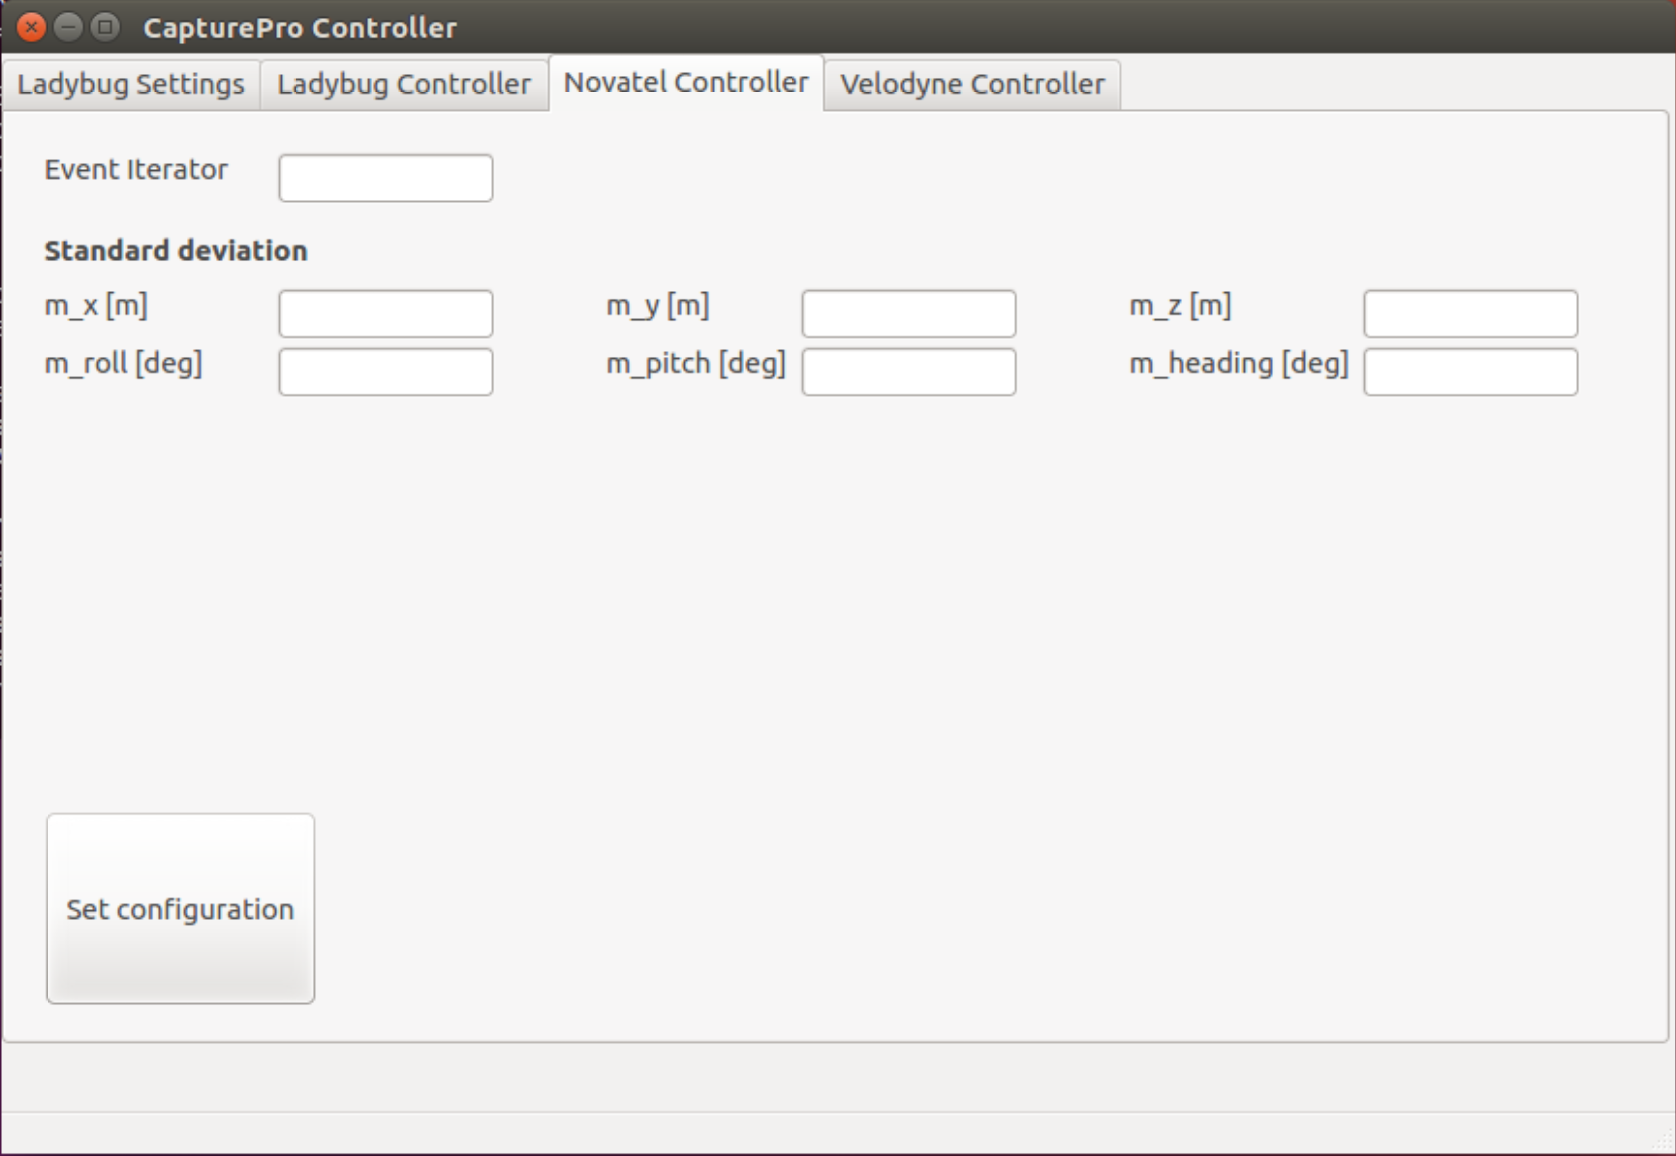 CapturePro Controller
Ladybug Settings Ladybug Controller Novatel Controller Velodyne Controller
Event Iterator
Standard deviation
m_x [m] m_y [m] m_z [m]
m_roll [deg] m_pitch [deg] m_heading [deg]
Set configuration